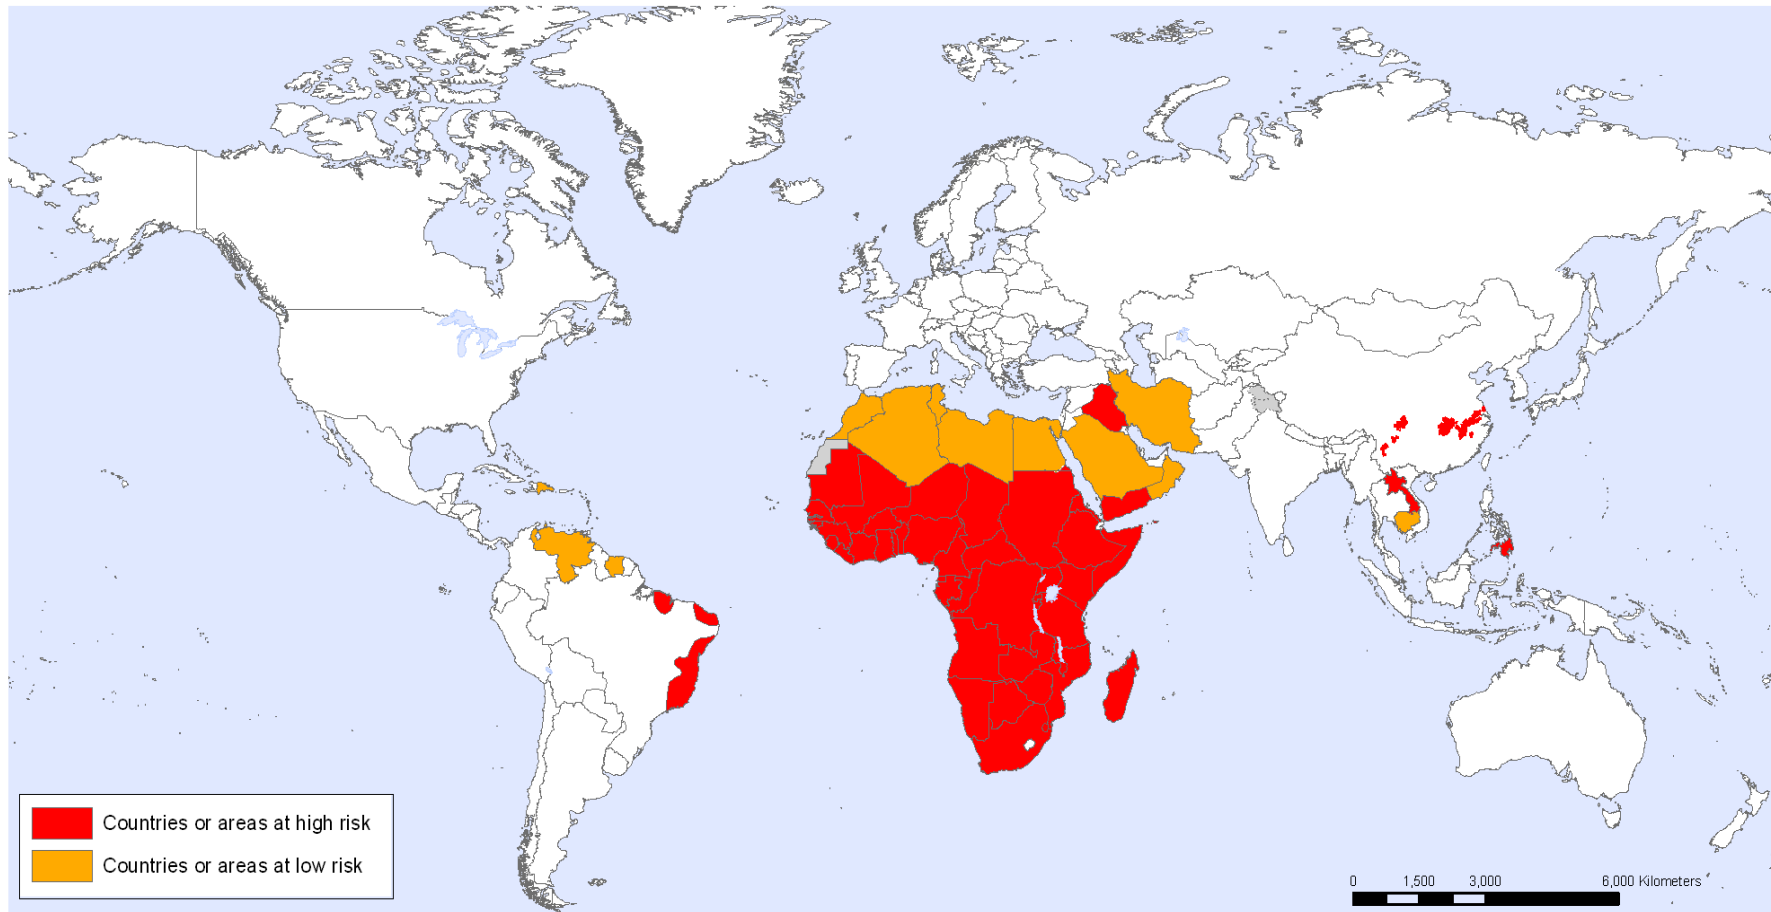 Countries or areas at high risk
Countries or areas at low risk
0 1,500 3,000 6,000 Kilometers